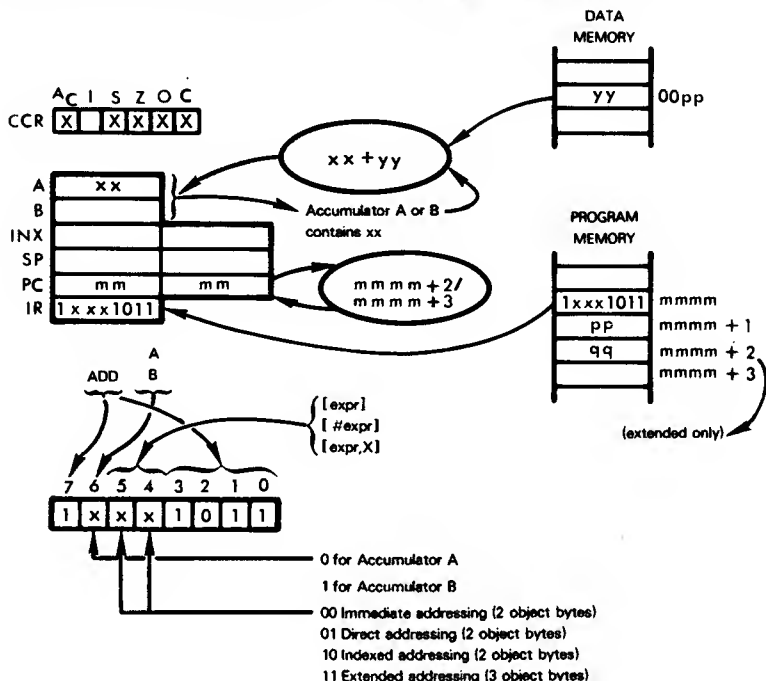 DATA
MEMORY
yy 00pp
AC I S Z O C
CCR X X X X X
xx + yy
A xx
B
Accumulator A or B
contains xx
INX
SP
PC mm mm
IR 1xxx1011
mmmm + 2/
mmmm + 3
PROGRAM
MEMORY
1xxx1011 mmmm
pp mmmm + 1
qq mmmm + 2
mmmm + 3
(extended only)
A
ADD B
[expr]
[ #expr]
[expr,X]
7 6 5 4 3 2 1 0
1 x x x 1 0 1 1
0 for Accumulator A
1 for Accumulator B
00 Immediate addressing (2 object bytes)
01 Direct addressing (2 object bytes)
10 Indexed addressing (2 object bytes)
11 Extended addressing (3 object bytes)